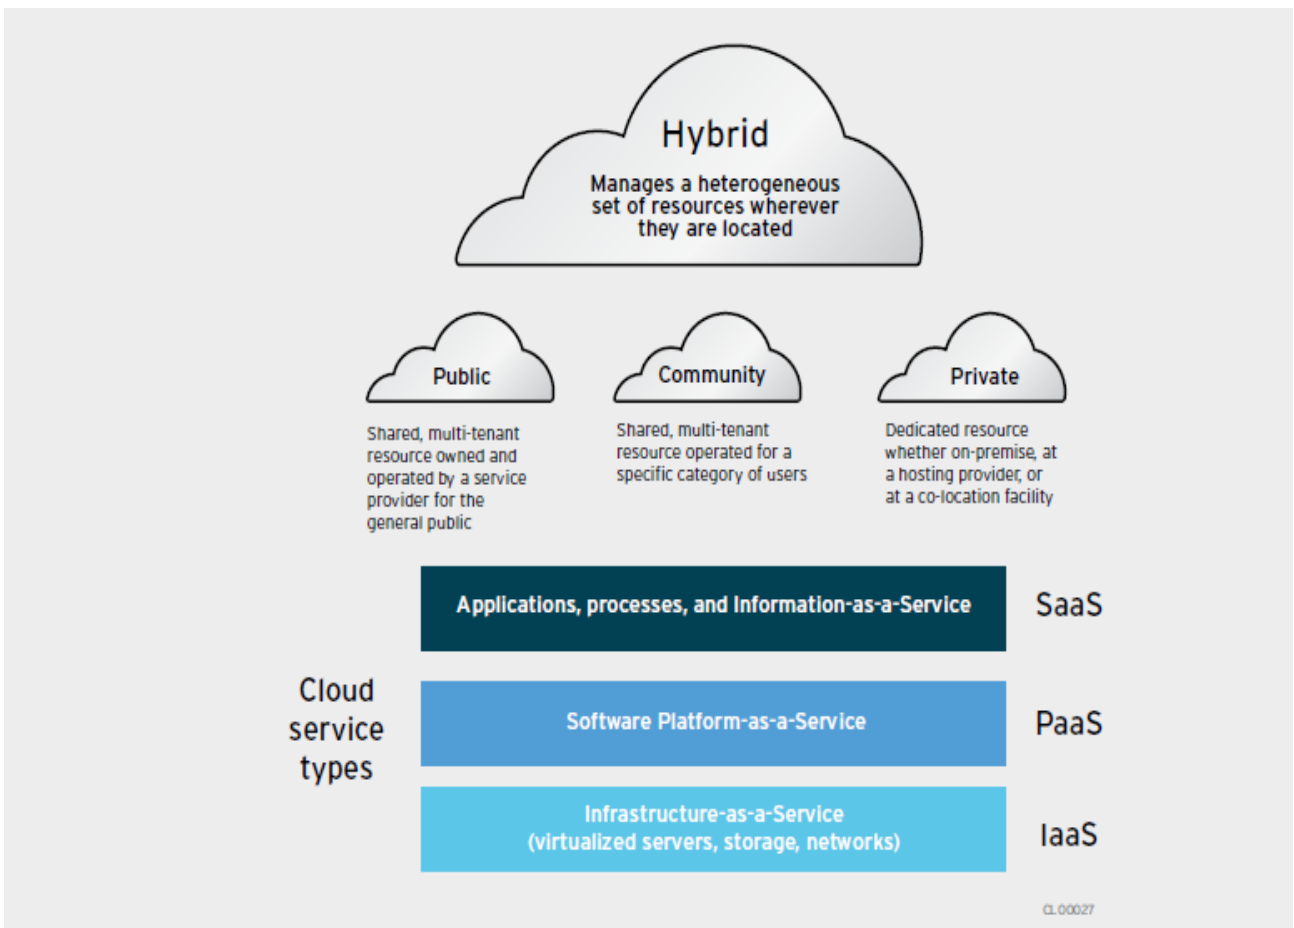 Hybrid
Manages a heterogeneous
set of resources wherever
they are located
Public
Shared, multi-tenant
resource owned and
operated by a service
provider for the
general public
Community
Shared, multi-tenant
resource operated for a
specific category of users
Private
Dedicated resource
whether on-premise, at
a hosting provider, or
at a co-location facility
Cloud
service
types
Applications, processes, and Information-as-a-Service
SaaS
Software Platform-as-a-Service
PaaS
Infrastructure-as-a-Service
(virtualized servers, storage, networks)
IaaS
CL00027